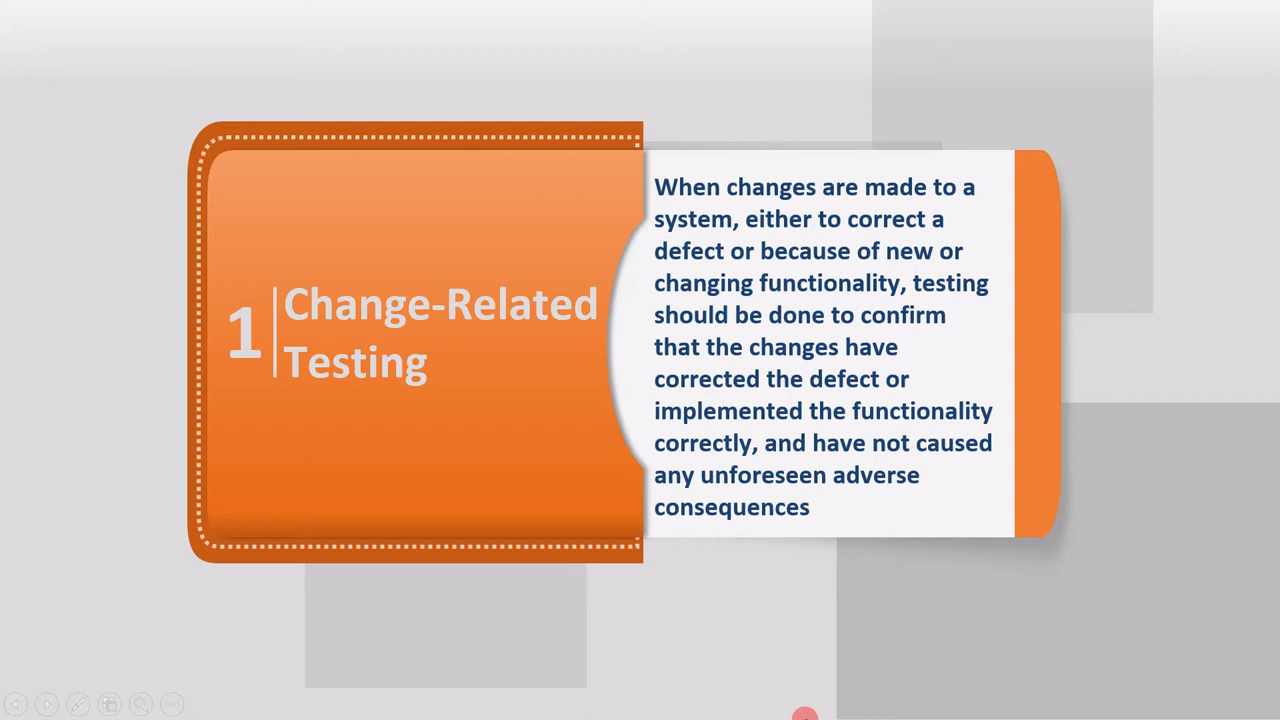 1
Change-Related
Testing
When changes are made to a
system, either to correct a
defect or because of new or
changing functionality, testing
should be done to confirm
that the changes have
corrected the defect or
implemented the functionality
correctly, and have not caused
any unforeseen adverse
consequences